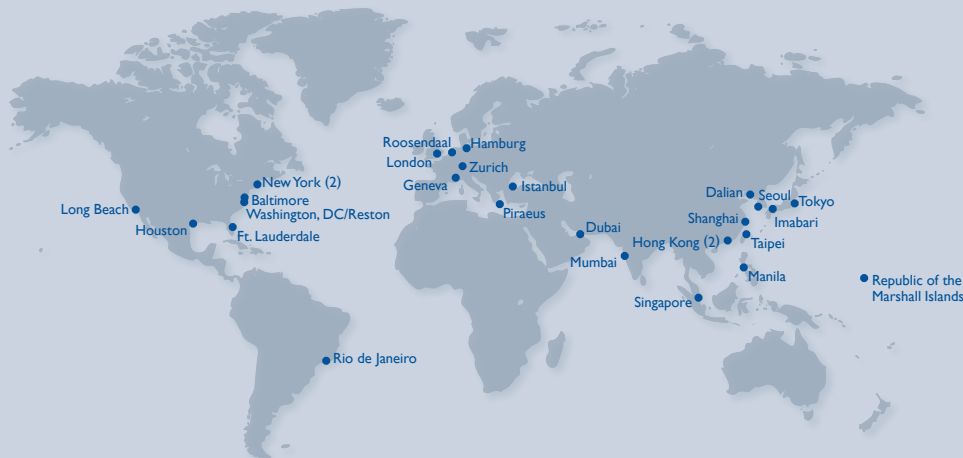 Roosendaal
Hamburg
London
Zurich
Geneva
Istanbul
Piraeus
New York (2)
Baltimore
Washington, DC/Reston
Long Beach
Houston
Ft. Lauderdale
Dalian
Seoul
Tokyo
Shanghai
Imabari
Dubai
Hong Kong (2)
Taipei
Mumbai
Manila
Singapore
Republic of the
Marshall Islands
Rio de Janeiro